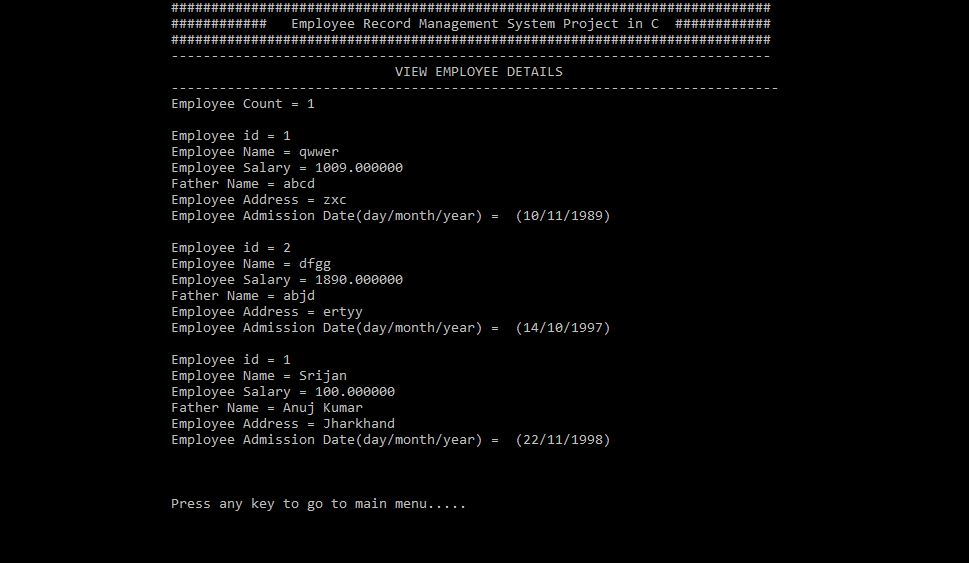 ###########################################################################
############   Employee Record Management System Project in C  ############
###########################################################################
---------------------------------------------------------------------------
VIEW EMPLOYEE DETAILS
----------------------------------------------------------------------------
Employee Count = 1
Employee id = 1
Employee Name = qwwer
Employee Salary = 1009.000000
Father Name = abcd
Employee Address = zxc
Employee Admission Date(day/month/year) =  (10/11/1989)
Employee id = 2
Employee Name = dfgg
Employee Salary = 1890.000000
Father Name = abjd
Employee Address = ertyy
Employee Admission Date(day/month/year) =  (14/10/1997)
Employee id = 1
Employee Name = Srijan
Employee Salary = 100.000000
Father Name = Anuj Kumar
Employee Address = Jharkhand
Employee Admission Date(day/month/year) =  (22/11/1998)
Press any key to go to main menu.....